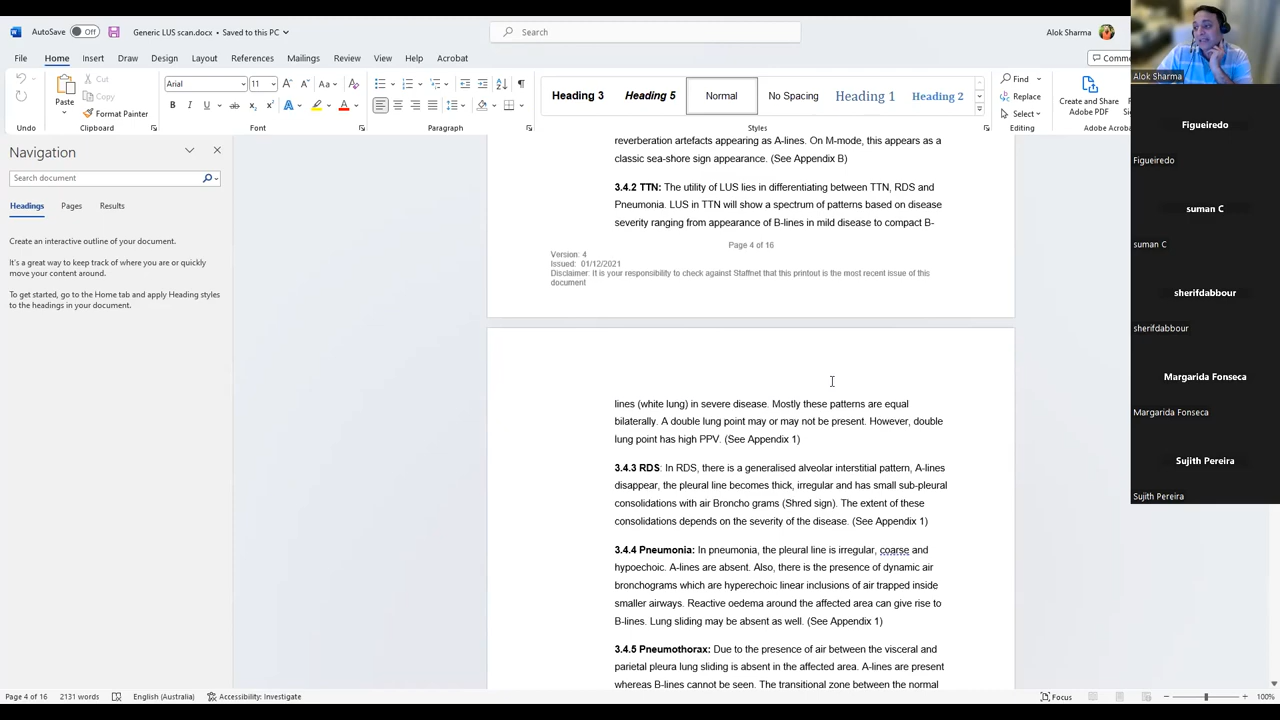 AutoSave Off Generic LUS scan.docx • Saved to this PC
Search
Alok Sharma
File Home Insert Draw Design Layout References Mailings Review View Help Acrobat
Comme
Paste
Cut
Copy
Format Painter
Undo Clipboard
Arial 11
Font
Paragraph
Heading 3 Heading 5 Normal No Spacing Heading 1 Heading 2
Styles
Find
Replace
Select
Editing
Create and Share
Adobe PDF
Adobe Acroba
Navigation
Search document
Headings Pages Results
Create an interactive outline of your document.
It's a great way to keep track of where you are or quickly
move your content around.
To get started, go to the Home tab and apply Heading styles
to the headings in your document.
reverberation artefacts appearing as A-lines. On M-mode, this appears as a
classic sea-shore sign appearance. (See Appendix B)
3.4.2 TTN: The utility of LUS lies in differentiating between TTN, RDS and
Pneumonia. LUS in TTN will show a spectrum of patterns based on disease
severity ranging from appearance of B-lines in mild disease to compact B-
Page 4 of 16
Version: 4
Issued: 01/12/2021
Disclaimer: It is your responsibility to check against Staffnet that this printout is the most recent issue of this
document
lines (white lung) in severe disease. Mostly these patterns are equal
bilaterally. A double lung point may or may not be present. However, double
lung point has high PPV. (See Appendix 1)
3.4.3 RDS: In RDS, there is a generalised alveolar interstitial pattern, A-lines
disappear, the pleural line becomes thick, irregular and has small sub-pleural
consolidations with air Broncho grams (Shred sign). The extent of these
consolidations depends on the severity of the disease. (See Appendix 1)
3.4.4 Pneumonia: In pneumonia, the pleural line is irregular, coarse and
hypoechoic. A-lines are absent. Also, there is the presence of dynamic air
bronchograms which are hyperechoic linear inclusions of air trapped inside
smaller airways. Reactive oedema around the affected area can give rise to
B-lines. Lung sliding may be absent as well. (See Appendix 1)
3.4.5 Pneumothorax: Due to the presence of air between the visceral and
parietal pleura lung sliding is absent in the affected area. A-lines are present
whereas B-lines cannot be seen. The transitional zone between the normal
Alok Sharma
Figueiredo
Figueiredo
suman C
suman C
sherifdabbour
sherifdabbour
Margarida Fonseca
Margarida Fonseca
Sujith Pereira
Sujith Pereira
Page 4 of 16 2131 words English (Australia) Accessibility: Investigate
Focus 100%